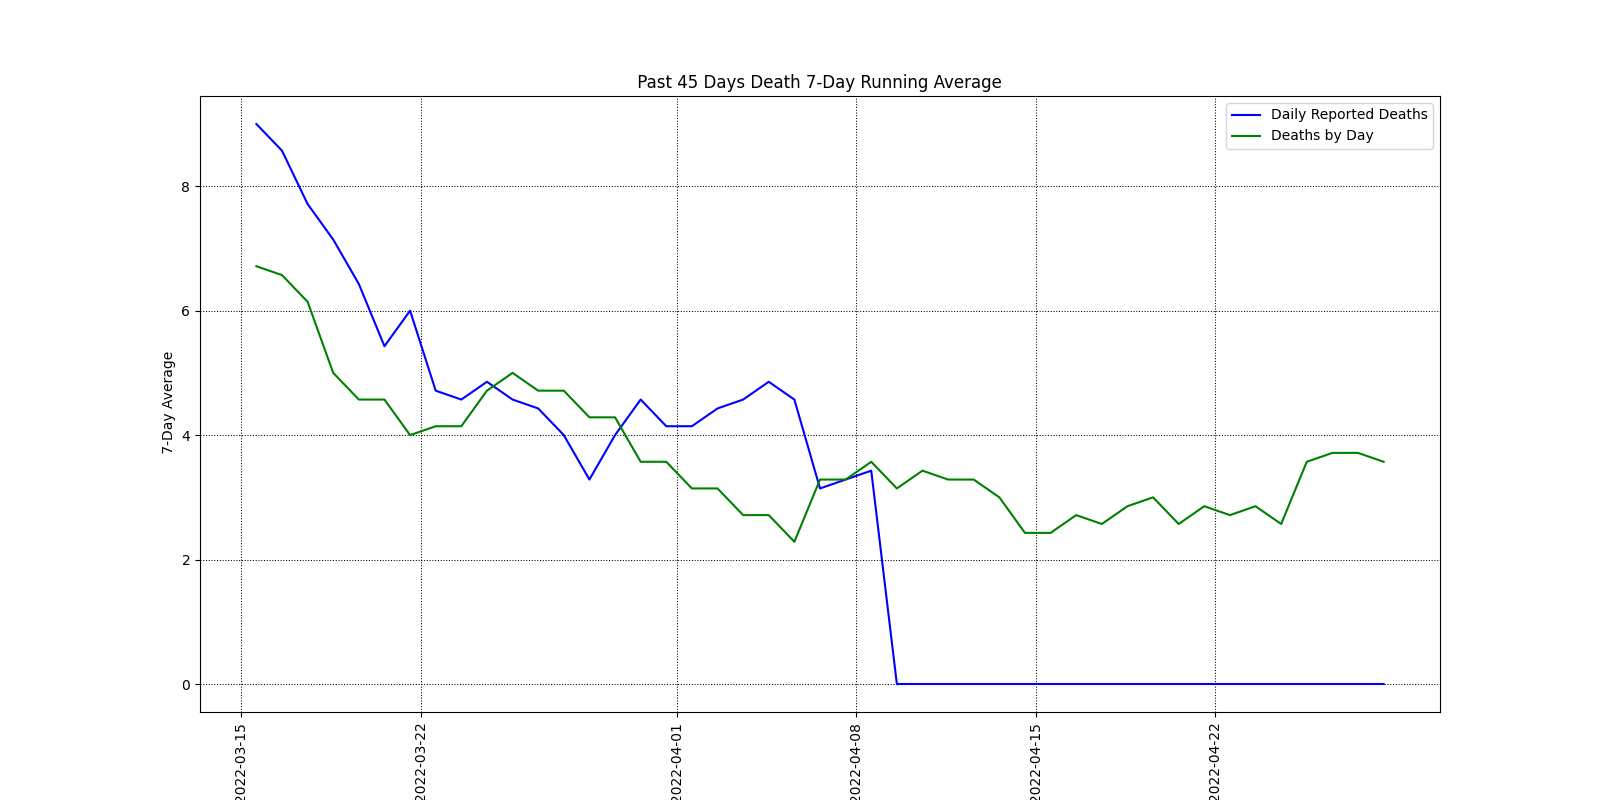 Past 45 Days Death 7-Day Running Average
Daily Reported Deaths
Deaths by Day
7-Day Average
8
6
4
2
0
2022-03-15
2022-03-22
2022-04-01
2022-04-08
2022-04-15
2022-04-22